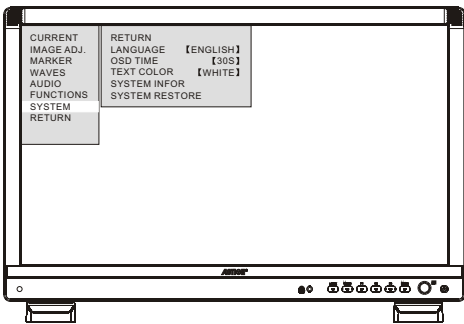 CURRENT
IMAGE ADJ.
MARKER
WAVES
AUDIO
FUNCTIONS
SYSTEM
RETURN
RETURN
LANGUAGE 【ENGLISH】
OSD TIME 【30S】
TEXT COLOR 【WHITE】
SYSTEM INFOR
SYSTEM RESTORE